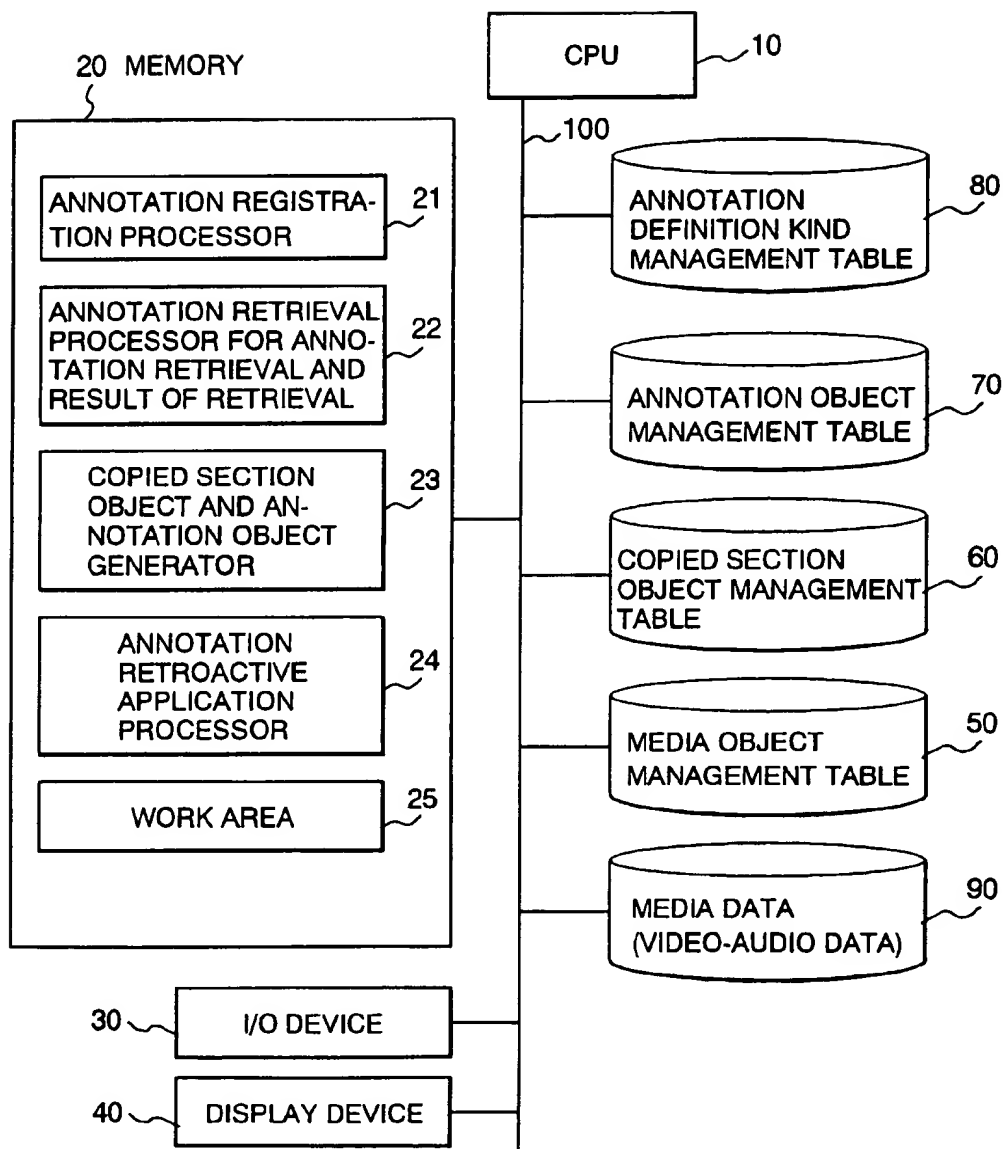 CPU
10
20 MEMORY
100
ANNOTATION REGISTRA-
TION PROCESSOR
21
ANNOTATION RETRIEVAL
PROCESSOR FOR ANNO-
TATION RETRIEVAL AND
RESULT OF RETRIEVAL
22
COPIED SECTION
OBJECT AND AN-
NOTATION OBJECT
GENERATOR
23
ANNOTATION
RETROACTIVE
APPLICATION
PROCESSOR
24
WORK AREA
25
ANNOTATION
DEFINITION KIND
MANAGEMENT TABLE
80
ANNOTATION OBJECT
MANAGEMENT TABLE
70
COPIED SECTION
OBJECT MANAGEMENT
TABLE
60
MEDIA OBJECT
MANAGEMENT TABLE
50
MEDIA DATA
(VIDEO-AUDIO DATA)
90
30
I/O DEVICE
40
DISPLAY DEVICE